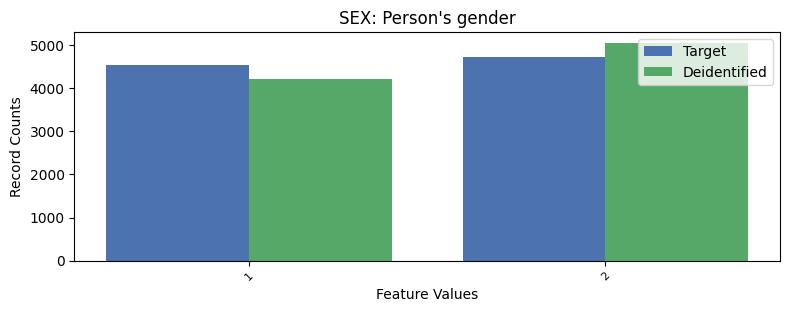 SEX: Person's gender
Record Counts
5000
4000
3000
2000
1000
0
Target
Deidentified
1
2
Feature Values